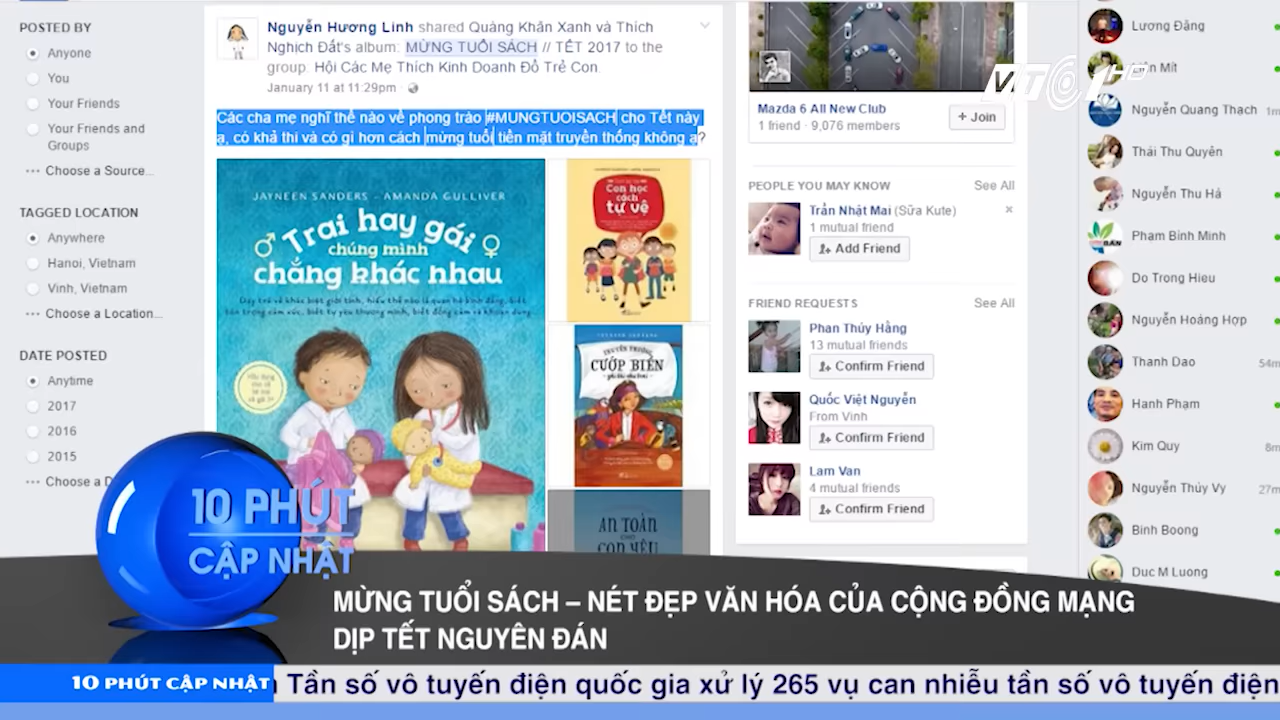 POSTED BY
Anyone
You
Your Friends
Your Friends and
Groups
Choose a Source...
TAGGED LOCATION
Anywhere
Hanoi, Vietnam
Vinh, Vietnam
Choose a Location...
DATE POSTED
Anytime
2017
2016
2015
Choose a D
Nguyễn Hương Linh shared Quàng Khăn Xanh và Thích
Nghịch Đất's album: MỪNG TUỔI SÁCH // TẾT 2017 to the
group: Hội Các Mẹ Thích Kinh Doanh Đồ Trẻ Con.
January 11 at 11:29pm
Các cha mẹ nghĩ thế nào về phong trào #MUNGTUOISACH cho Tết này
ạ, có khả thi và có gì hơn cách mừng tuổi tiền mặt truyền thống không ạ?
JAYNEEN SANDERS - AMANDA GULLIVER
Trai hay gái
chúng mình
chẳng khác nhau
Con học
cách
tự vệ
CƯỚP BIỂN
AN TOÀN
CHO
CON YÊU
VTC1 HD
Mazda 6 All New Club
1 friend · 9,076 members
+ Join
PEOPLE YOU MAY KNOW
See All
Trần Nhật Mai (Sữa Kute)
1 mutual friend
Add Friend
FRIEND REQUESTS
See All
Phan Thúy Hằng
13 mutual friends
Confirm Friend
Quốc Việt Nguyễn
From Vinh
Confirm Friend
Lam Van
4 mutual friends
Confirm Friend
Lương Đặng
Mít
Nguyễn Quang Thạch 1m
Thái Thu Quyên
Nguyễn Thu Hà
Phạm Bình Minh
Do Trong Hieu
Nguyễn Hoàng Hợp
Thanh Dao 54m
Hanh Phạm
Kim Quy 8m
Nguyễn Thúy Vy 27m
Binh Boong
Duc M Luong
10 PHÚT
CẬP NHẬT
MỪNG TUỔI SÁCH – NÉT ĐẸP VĂN HÓA CỦA CỘNG ĐỒNG MẠNG
DỊP TẾT NGUYÊN ĐÁN
10 PHÚT CẬP NHẬT
Tần số vô tuyến điện quốc gia xử lý 265 vụ can nhiễu tần số vô tuyến điện